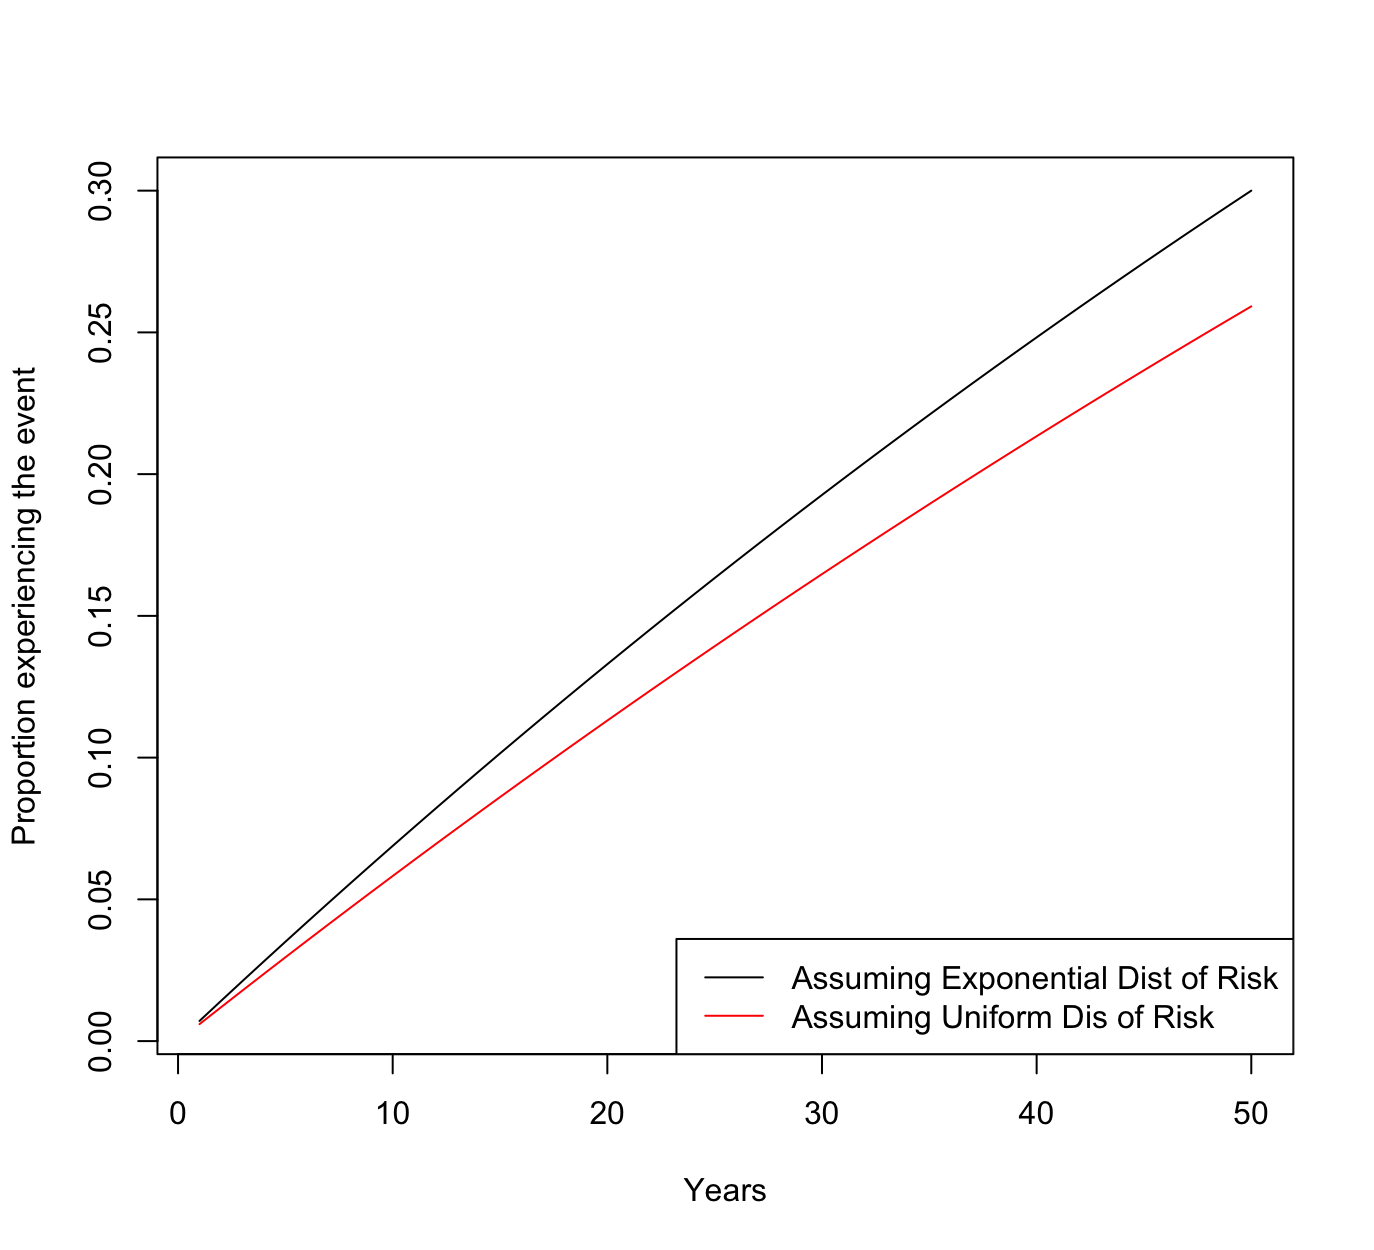 Proportion experiencing the event
0.30
0.25
0.20
0.15
0.10
0.05
0.00
Assuming Exponential Dist of Risk
Assuming Uniform Dis of Risk
0 10 20 30 40 50
Years